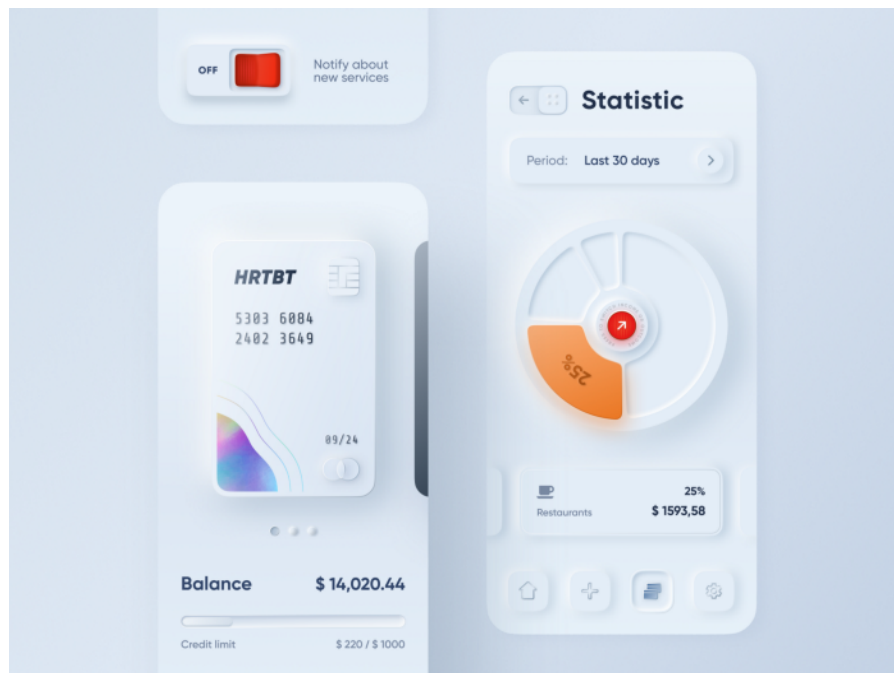 OFF
Notify about
new services
HRTBT
5303 6084
2402 3649
09/24
Balance
$ 14,020.44
Credit limit
$ 220 / $ 1000
Statistic
Period: Last 30 days
25%
Restaurants
25%
$ 1593,58